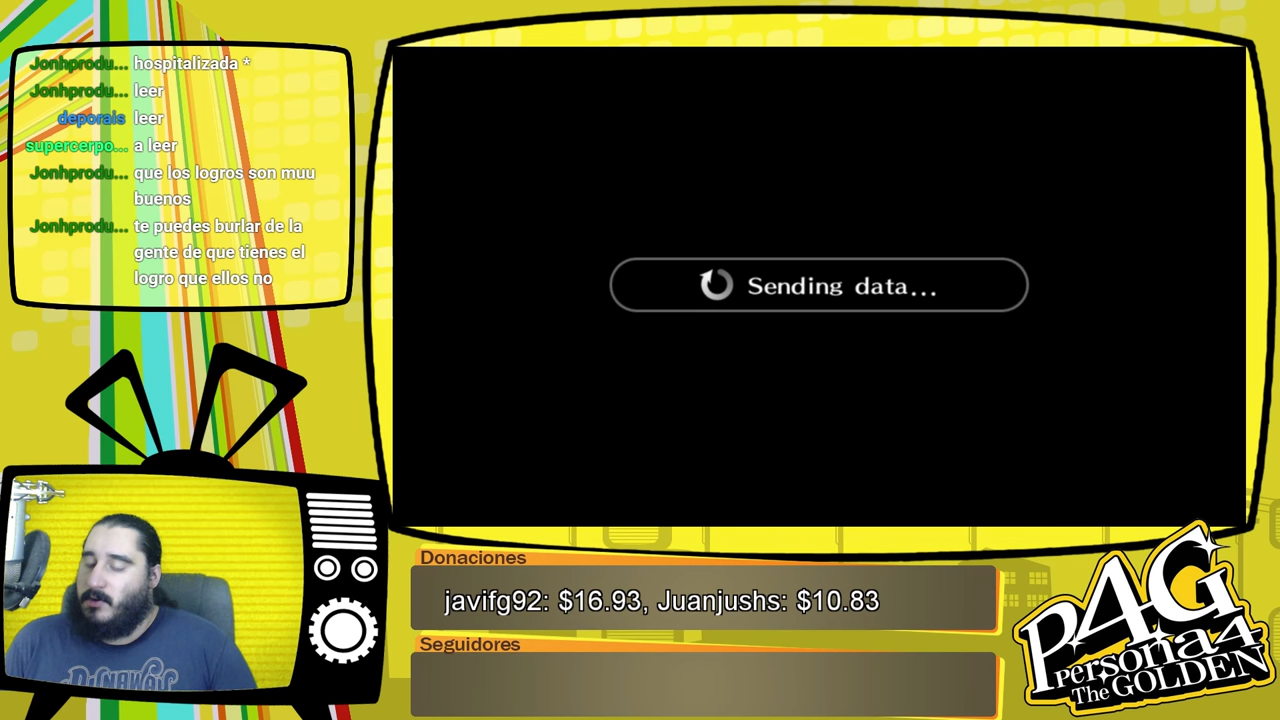 Jonhprodu... hospitalizada *
Jonhprodu... leer
deporais leer
supercerpo... a leer
Jonhprodu... que los logros son muu
buenos
Jonhprodu... te puedes burlar de la
gente de que tienes el
logro que ellos no
Sending data...
Donaciones
javifg92: $16.93, Juanjushs: $10.83
Seguidores
P4G
Persona 4
The GOLDEN